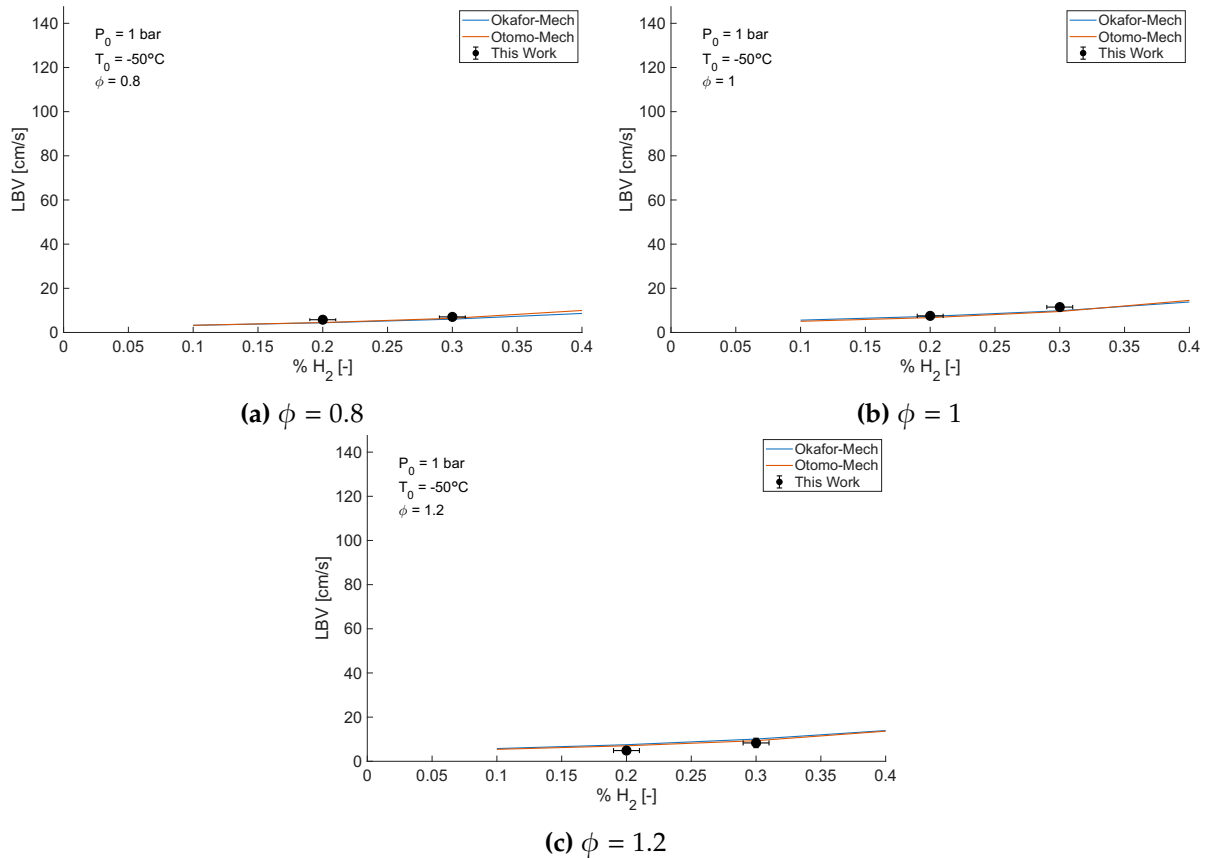 140
120
100
80
60
40
20
0
LBV [cm/s]
P0 = 1 bar
T0 = -50°C
ϕ = 0.8
Okafor-Mech
Otomo-Mech
This Work
0 0.05 0.1 0.15 0.2 0.25 0.3 0.35 0.4
% H2 [-]
(a) ϕ = 0.8
140
120
100
80
60
40
20
0
LBV [cm/s]
P0 = 1 bar
T0 = -50°C
ϕ = 1
Okafor-Mech
Otomo-Mech
This Work
0 0.05 0.1 0.15 0.2 0.25 0.3 0.35 0.4
% H2 [-]
(b) ϕ = 1
140
120
100
80
60
40
20
0
LBV [cm/s]
P0 = 1 bar
T0 = -50°C
ϕ = 1.2
Okafor-Mech
Otomo-Mech
This Work
0 0.05 0.1 0.15 0.2 0.25 0.3 0.35 0.4
% H2 [-]
(c) ϕ = 1.2